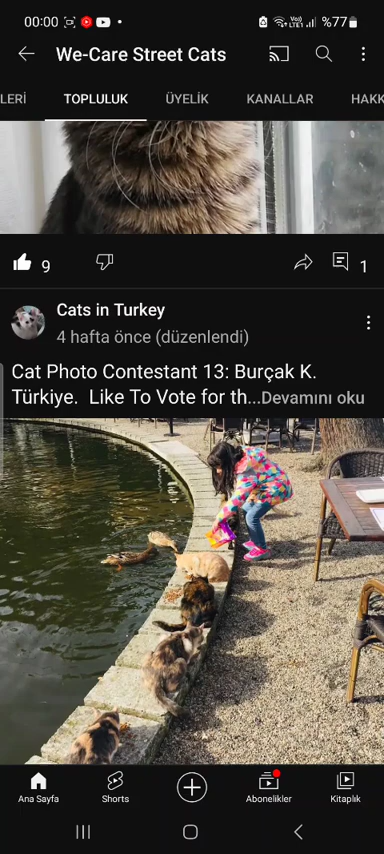 00:00
VoLTE1 %77
We-Care Street Cats
LERİ TOPLULUK ÜYELİK KANALLAR HAKK
9
1
Cats in Turkey
4 hafta önce (düzenlendi)
Cat Photo Contestant 13: Burçak K.
Türkiye. Like To Vote for th...Devamını oku
Ana Sayfa Shorts Abonelikler Kitaplık